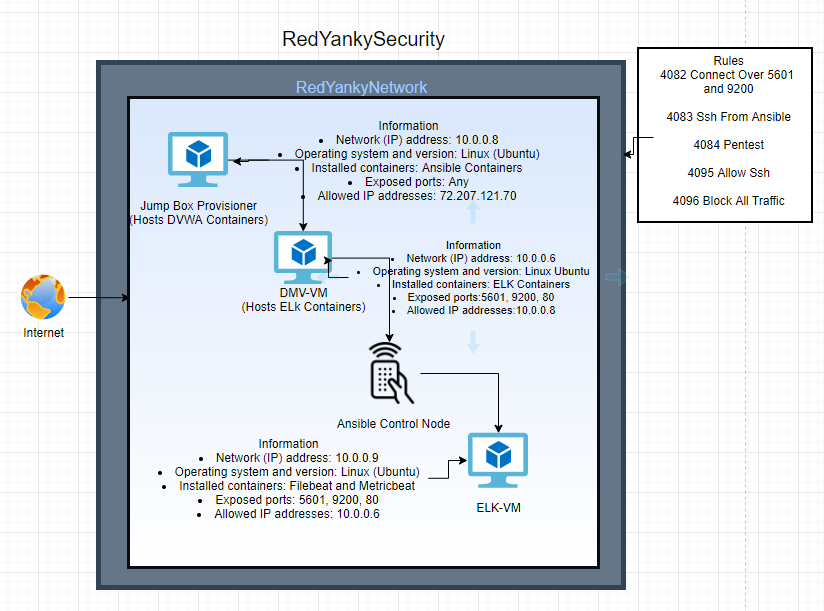 RedYankySecurity
RedYankyNetwork
Rules
4082 Connect Over 5601
and 9200
4083 Ssh From Ansible
4084 Pentest
4095 Allow Ssh
4096 Block All Traffic
Information
• Network (IP) address: 10.0.0.8
• Operating system and version: Linux (Ubuntu)
• Installed containers: Ansible Containers
• Exposed ports: Any
• Allowed IP addresses: 72.207.121.70
Jump Box Provisioner
(Hosts DVWA Containers)
Information
• Network (IP) address: 10.0.0.6
• Operating system and version: Linux Ubuntu
• Installed containers: ELK Containers
• Exposed ports:5601, 9200, 80
• Allowed IP addresses:10.0.0.8
DMV-VM
(Hosts ELk Containers)
Internet
Ansible Control Node
Information
• Network (IP) address: 10.0.0.9
• Operating system and version: Linux (Ubuntu)
• Installed containers: Filebeat and Metricbeat
• Exposed ports: 5601, 9200, 80
• Allowed IP addresses: 10.0.0.6
ELK-VM